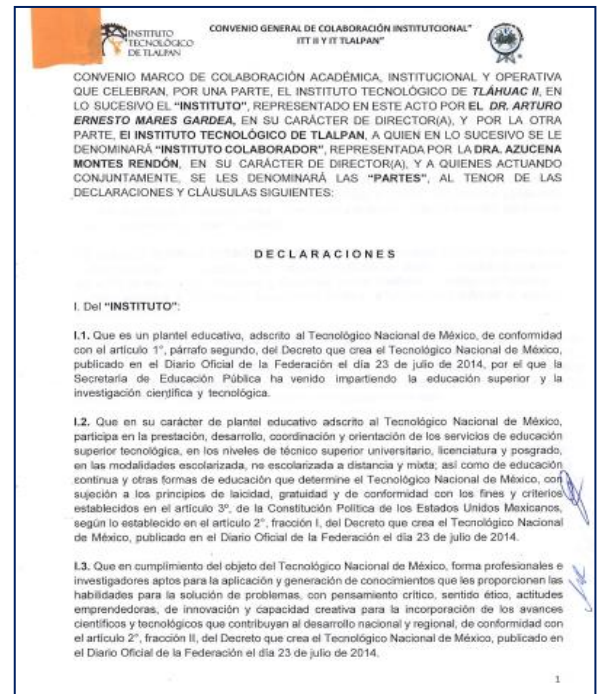 INSTITUTO
TECNOLÓGICO
DE TLALPAN
CONVENIO GENERAL DE COLABORACIÓN INSTITUTCIONAL"
ITT II Y IT TLALPAN"
CONVENIO MARCO DE COLABORACIÓN ACADÉMICA, INSTITUCIONAL Y OPERATIVA
QUE CELEBRAN, POR UNA PARTE, EL INSTITUTO TECNOLÓGICO DE TLÁHUAC II, EN
LO SUCESIVO EL "INSTITUTO", REPRESENTADO EN ESTE ACTO POR EL DR. ARTURO
ERNESTO MARES GARDEA, EN SU CARÁCTER DE DIRECTOR(A), Y POR LA OTRA
PARTE, El INSTITUTO TECNOLÓGICO DE TLALPAN, A QUIEN EN LO SUCESIVO SE LE
DENOMINARÁ "INSTITUTO COLABORADOR", REPRESENTADA POR LA DRA. AZUCENA
MONTES RENDÓN, EN SU CARÁCTER DE DIRECTOR(A), Y A QUIENES ACTUANDO
CONJUNTAMENTE, SE LES DENOMINARÁ LAS "PARTES", AL TENOR DE LAS
DECLARACIONES Y CLÁUSULAS SIGUIENTES:
DECLARACIONES
I. Del "INSTITUTO":
I.1. Que es un plantel educativo, adscrito al Tecnológico Nacional de México, de conformidad
con el artículo 1°, párrafo segundo, del Decreto que crea el Tecnológico Nacional de México,
publicado en el Diario Oficial de la Federación el día 23 de julio de 2014, por el que la
Secretaría de Educación Pública ha venido impartiendo la educación superior y la
investigación científica y tecnológica.
I.2. Que en su carácter de plantel educativo adscrito al Tecnológico Nacional de México,
participa en la prestación, desarrollo, coordinación y orientación de los servicios de educación
superior tecnológica, en los niveles de técnico superior universitario, licenciatura y posgrado,
en las modalidades escolarizada, no escolarizada a distancia y mixta; así como de educación
continua y otras formas de educación que determine el Tecnológico Nacional de México, con
sujeción a los principios de laicidad, gratuidad y de conformidad con los fines y criterios
establecidos en el artículo 3º, de la Constitución Política de los Estados Unidos Mexicanos,
según lo establecido en el artículo 2°, fracción I, del Decreto que crea el Tecnológico Nacional
de México, publicado en el Diario Oficial de la Federación el día 23 de julio de 2014.
I.3. Que en cumplimiento del objeto del Tecnológico Nacional de México, forma profesionales e
investigadores aptos para la aplicación y generación de conocimientos que les proporcionen las
habilidades para la solución de problemas, con pensamiento crítico, sentido ético, actitudes
emprendedoras, de innovación y capacidad creativa para la incorporación de los avances
científicos y tecnológicos que contribuyan al desarrollo nacional y regional, de conformidad con
el artículo 2°, fracción II, del Decreto que crea el Tecnológico Nacional de México, publicado en
el Diario Oficial de la Federación el día 23 de julio de 2014.
1